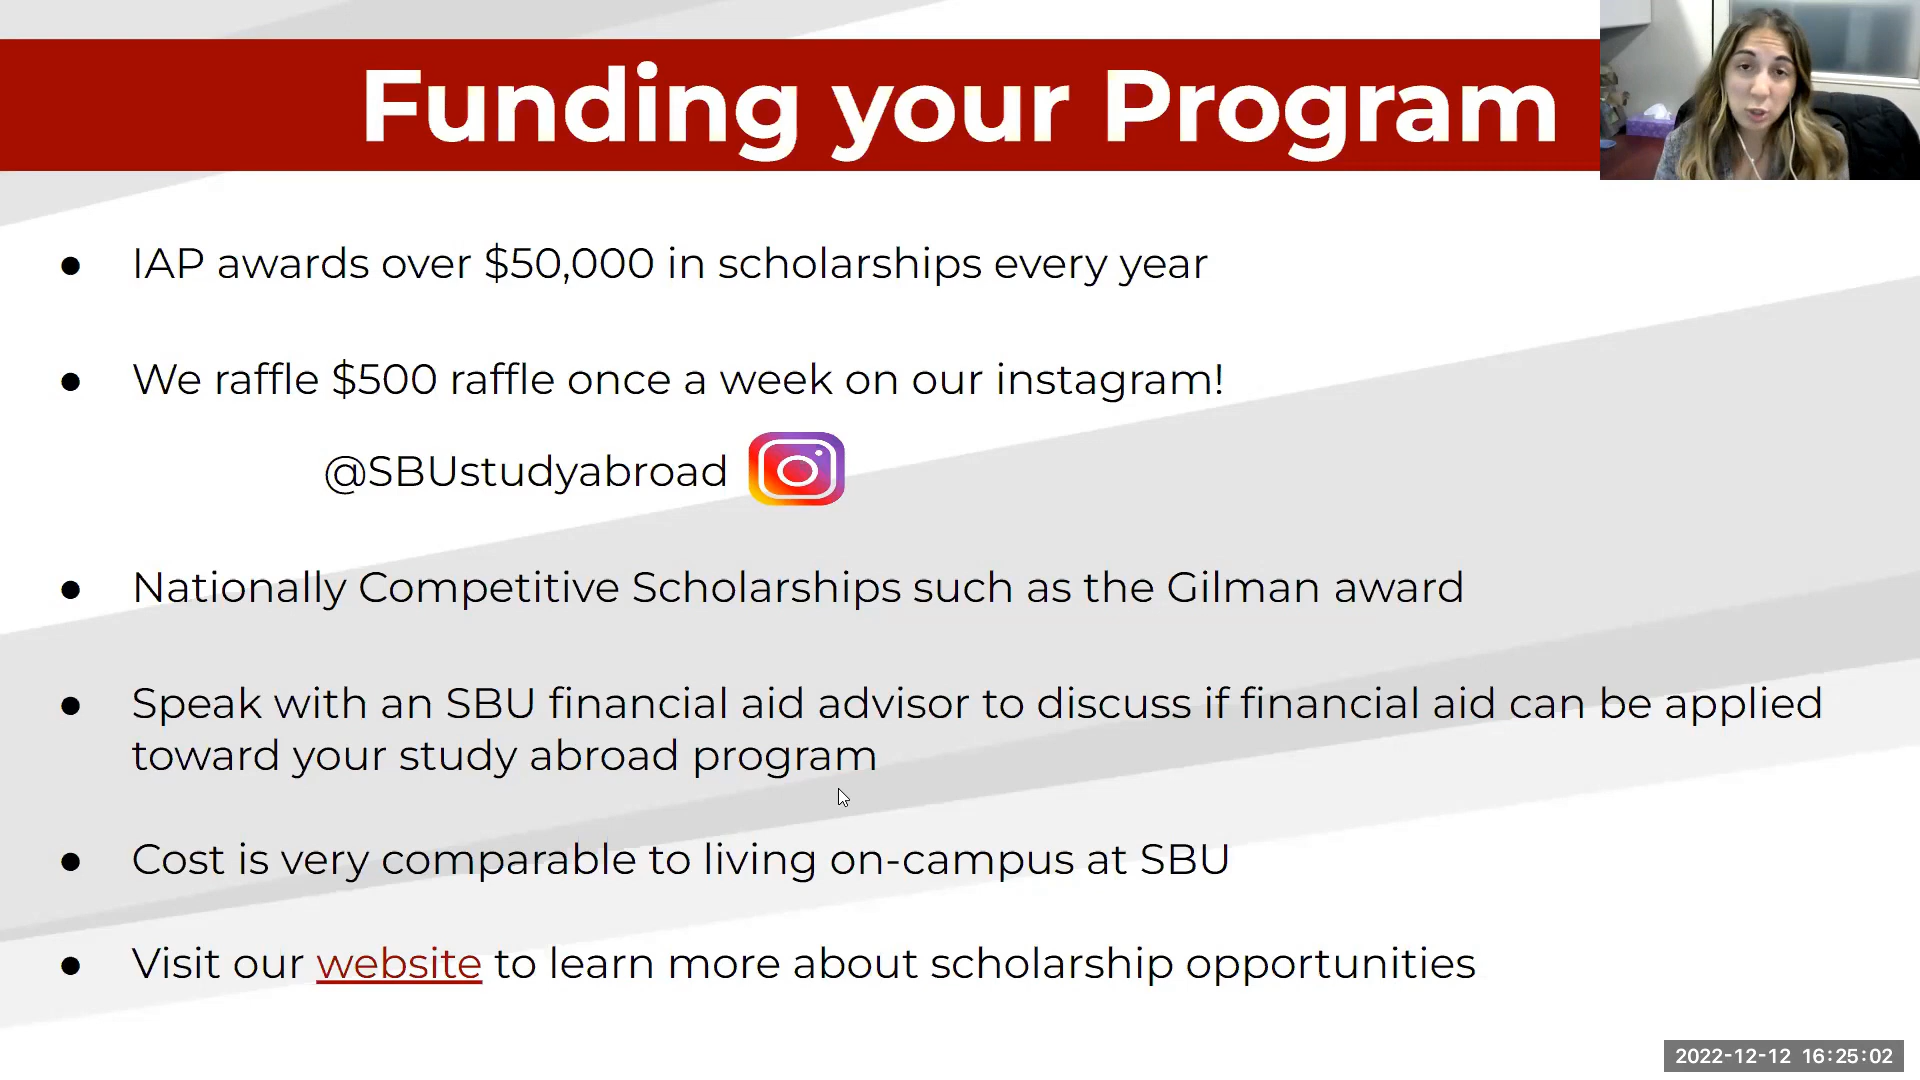 Funding your Program
● IAP awards over $50,000 in scholarships every year
● We raffle $500 raffle once a week on our instagram!
@SBUstudyabroad
● Nationally Competitive Scholarships such as the Gilman award
● Speak with an SBU financial aid advisor to discuss if financial aid can be applied
toward your study abroad program
● Cost is very comparable to living on-campus at SBU
● Visit our website to learn more about scholarship opportunities
2022-12-12 16:25:02